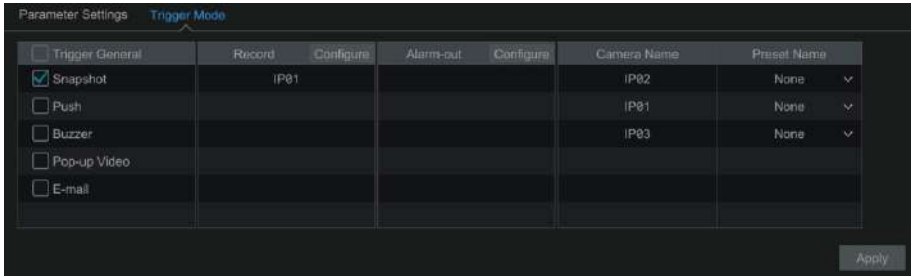 Parameter Settings Trigger Mode
Trigger General Record Configure Alarm-out Configure Camera Name Preset Name
Snapshot IP01 IP02 None
Push IP01 None
Buzzer IP03 None
Pop-up Video
E-mail
Apply